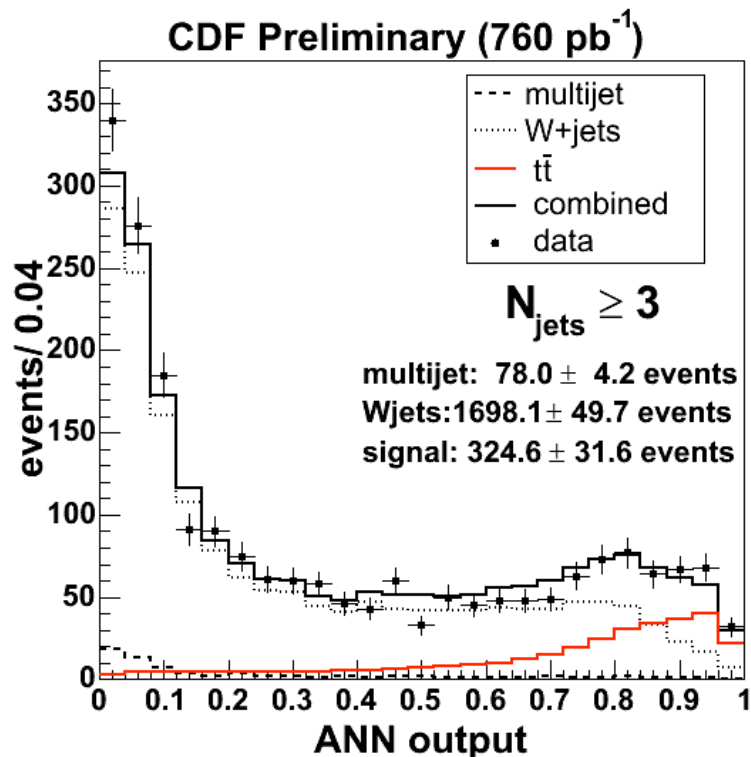 CDF Preliminary (760 pb⁻¹)
multijet
W+jets
tt̄
combined
data
N_jets ≥ 3
multijet: 78.0 ± 4.2 events
Wjets:1698.1 ± 49.7 events
signal: 324.6 ± 31.6 events
events/ 0.04
350
300
250
200
150
100
50
0
0 0.1 0.2 0.3 0.4 0.5 0.6 0.7 0.8 0.9 1
ANN output